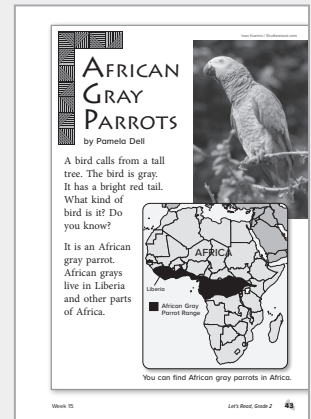 AFRICAN
GRAY
PARROTS
by Pamela Dell
A bird calls from a tall
tree. The bird is gray.
It has a bright red tail.
What kind of
bird is it? Do
you know?
It is an African
gray parrot.
African grays
live in Liberia
and other parts
of Africa.
AFRICA
Liberia
African Gray
Parrot Range
You can find African gray parrots in Africa.
Week 15
Let's Read, Grade 2
43